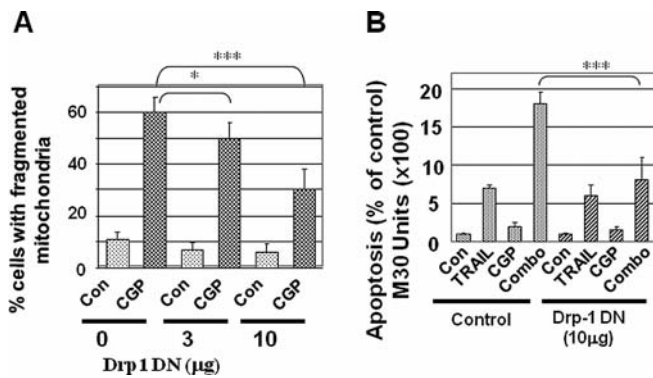 A
% cells with fragmented
mitochondria
***
*
60
40
20
0
Con
CGP
Con
CGP
Con
CGP
0
3
10
Drp1 DN (μg)
B
Apoptosis (% of control)
M30 Units (x100)
***
20
15
10
5
0
Con
TRAIL
CGP
Combo
Con
TRAIL
CGP
Combo
Control
Drp-1 DN
(10μg)